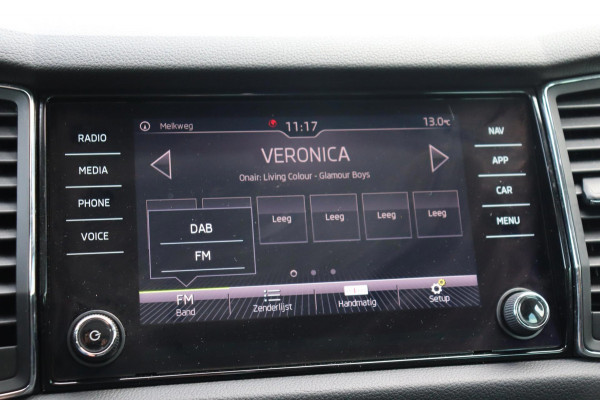 Melkweg 11:17 13.0°C
VERONICA
Onair: Living Colour - Glamour Boys
Leeg Leeg Leeg Leeg
DAB
FM
FM
Band Zenderlijst Handmatig Setup
RADIO
MEDIA
PHONE
VOICE
NAV
APP
CAR
MENU